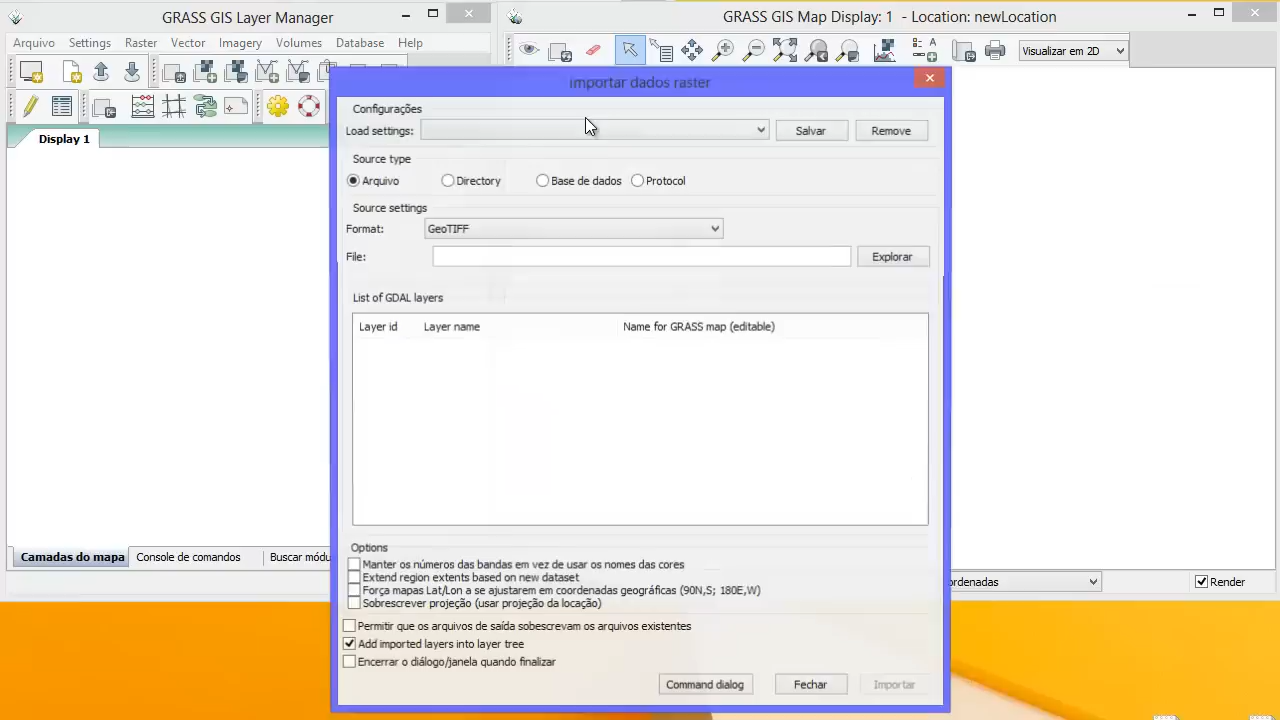 GRASS GIS Layer Manager
GRASS GIS Map Display: 1 - Location: newLocation
Arquivo Settings Raster Vector Imagery Volumes Database Help
Visualizar em 2D
Display 1
importar dados raster
Configurações
Load settings: Salvar Remove
Source type
Arquivo Directory Base de dados Protocol
Source settings
Format: GeoTIFF
File: Explorar
List of GDAL layers
Layer id Layer name Name for GRASS map (editable)
Options
Manter os números das bandas em vez de usar os nomes das cores
Extend region extents based on new dataset
Força mapas Lat/Lon a se ajustarem em coordenadas geográficas (90N,S; 180E,W)
Sobrescrever projeção (usar projeção da locação)
Permitir que os arquivos de saída sobescrevam os arquivos existentes
Add imported layers into layer tree
Encerrar o diálogo/janela quando finalizar
Command dialog Fechar Importar
Camadas do mapa Console de comandos Buscar módu
ordenadas Render